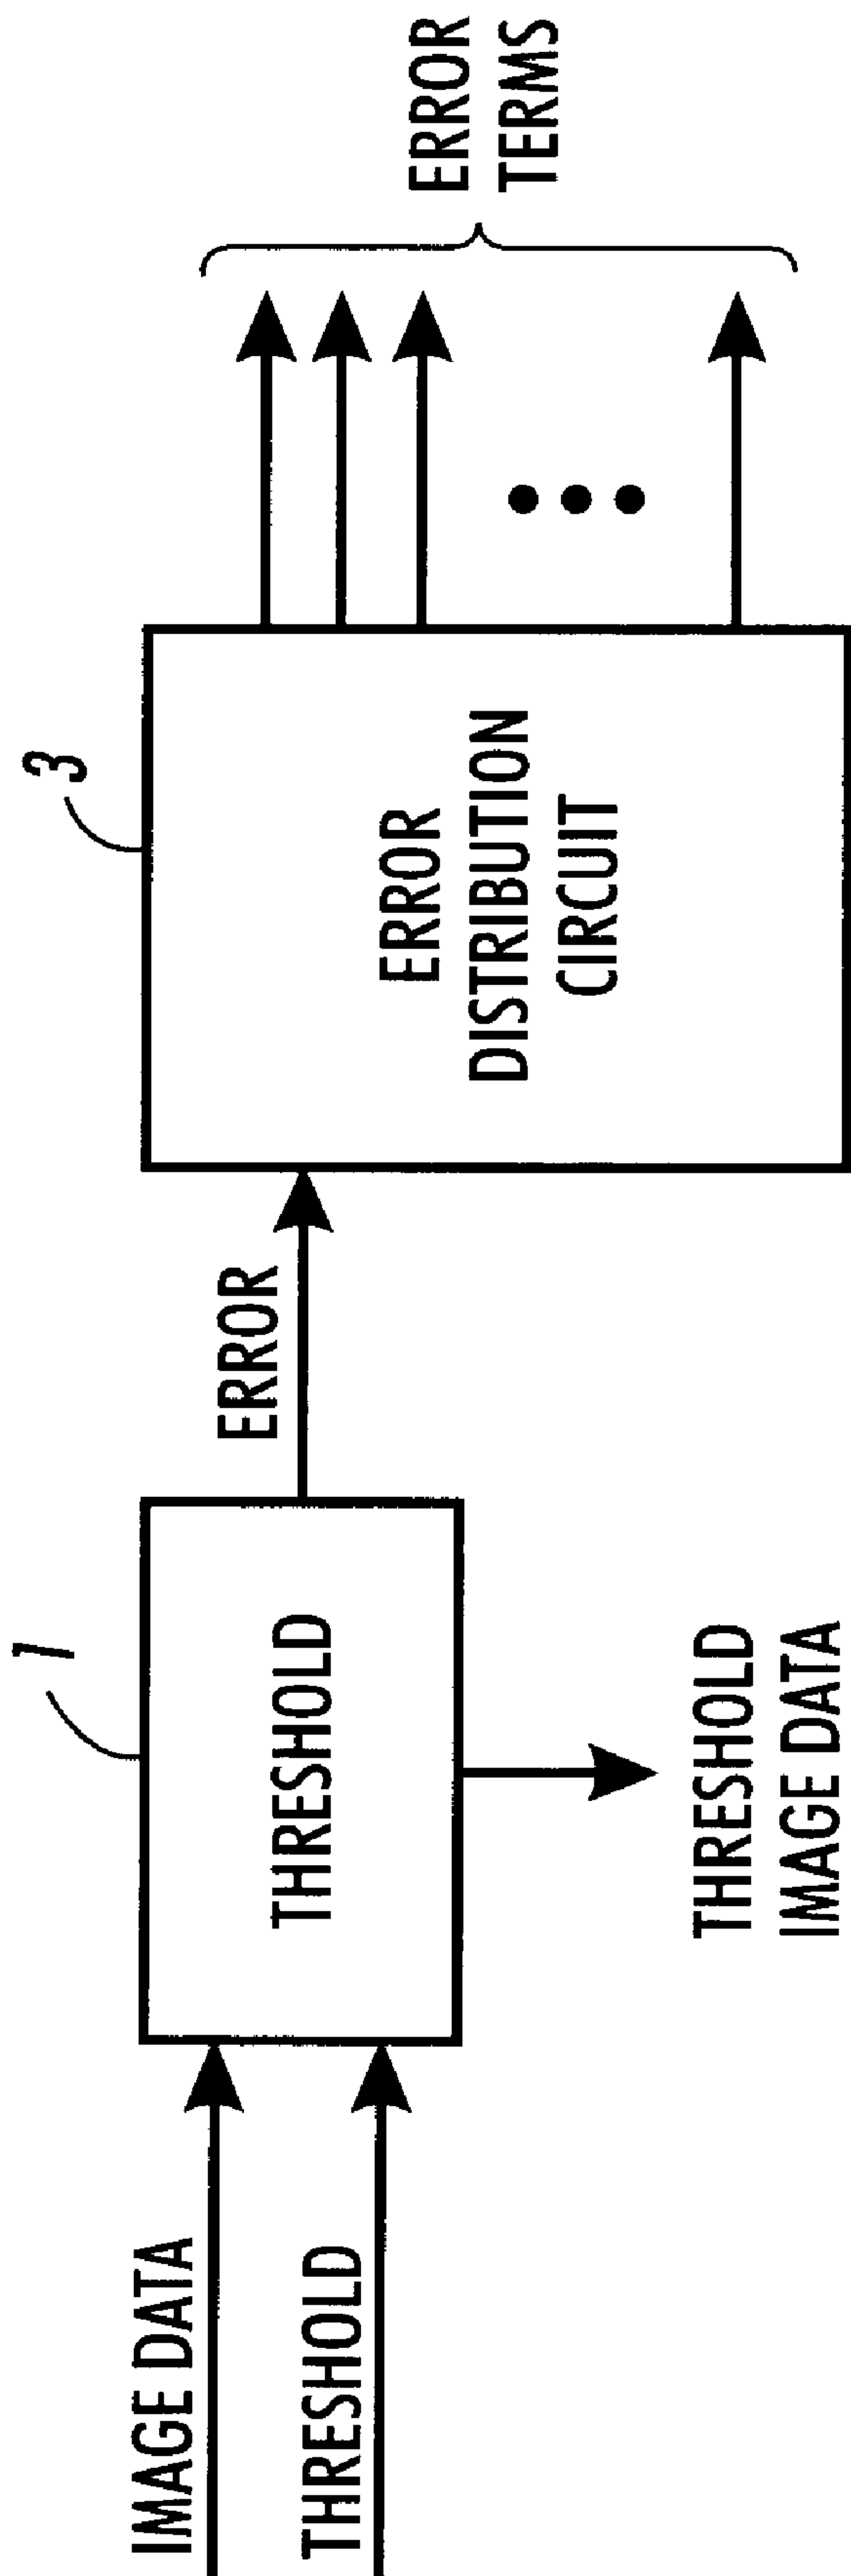 IMAGE DATA
THRESHOLD
1
THRESHOLD
THRESHOLD
IMAGE DATA
ERROR
3
ERROR
DISTRIBUTION
CIRCUIT
ERROR
TERMS